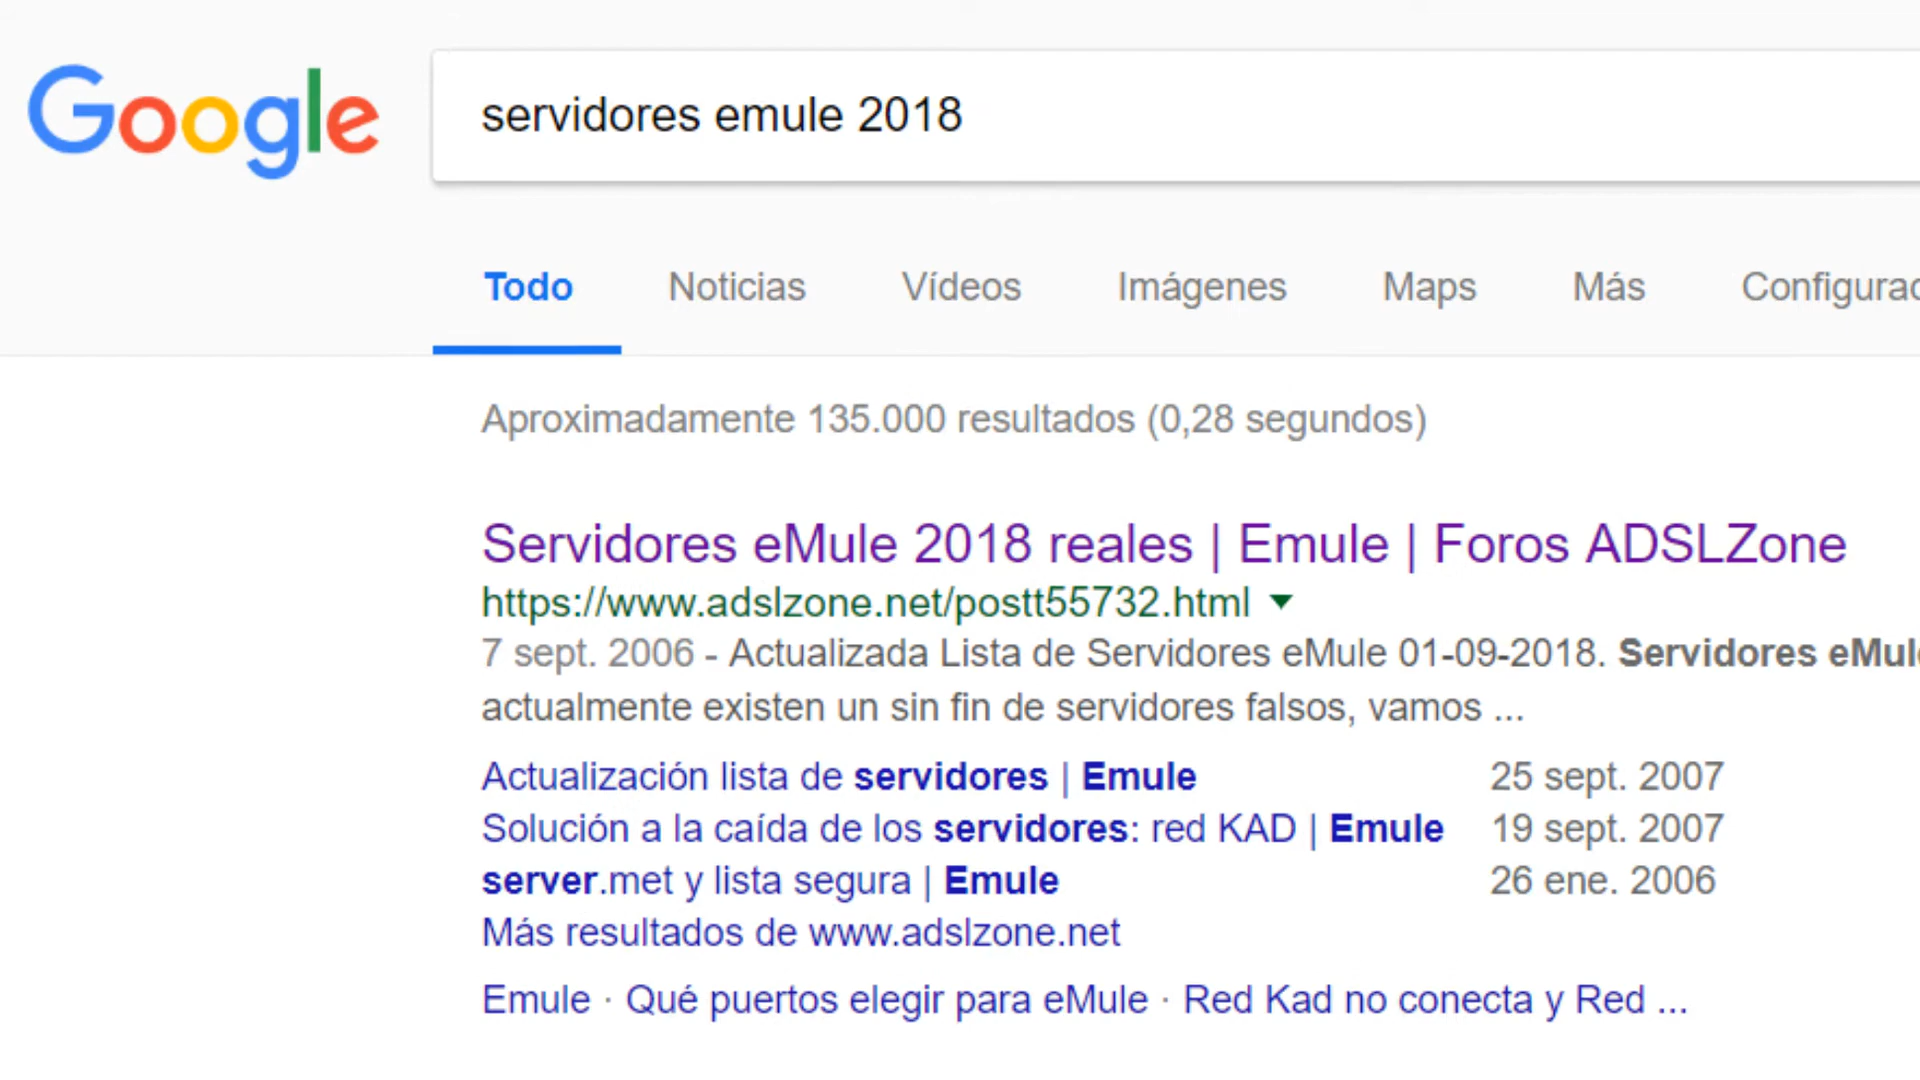 Google
servidores emule 2018
Todo Noticias Vídeos Imágenes Maps Más Configurac
Aproximadamente 135.000 resultados (0,28 segundos)
Servidores eMule 2018 reales | Emule | Foros ADSLZone
https://www.adslzone.net/postt55732.html
7 sept. 2006 - Actualizada Lista de Servidores eMule 01-09-2018. Servidores eMul
actualmente existen un sin fin de servidores falsos, vamos ...
Actualización lista de servidores | Emule 25 sept. 2007
Solución a la caída de los servidores: red KAD | Emule 19 sept. 2007
server.met y lista segura | Emule 26 ene. 2006
Más resultados de www.adslzone.net
Emule · Qué puertos elegir para eMule · Red Kad no conecta y Red ...